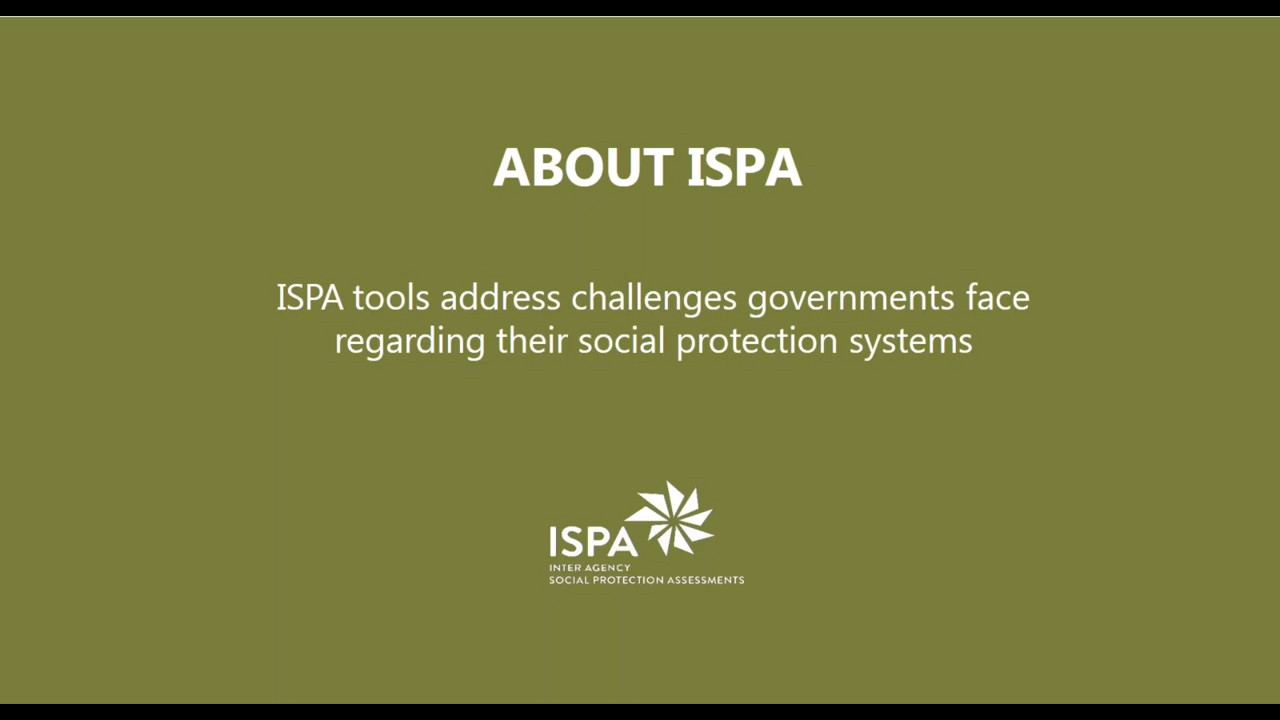 ABOUT ISPA
ISPA tools address challenges governments face
regarding their social protection systems
ISPA
INTER AGENCY
SOCIAL PROTECTION ASSESSMENTS